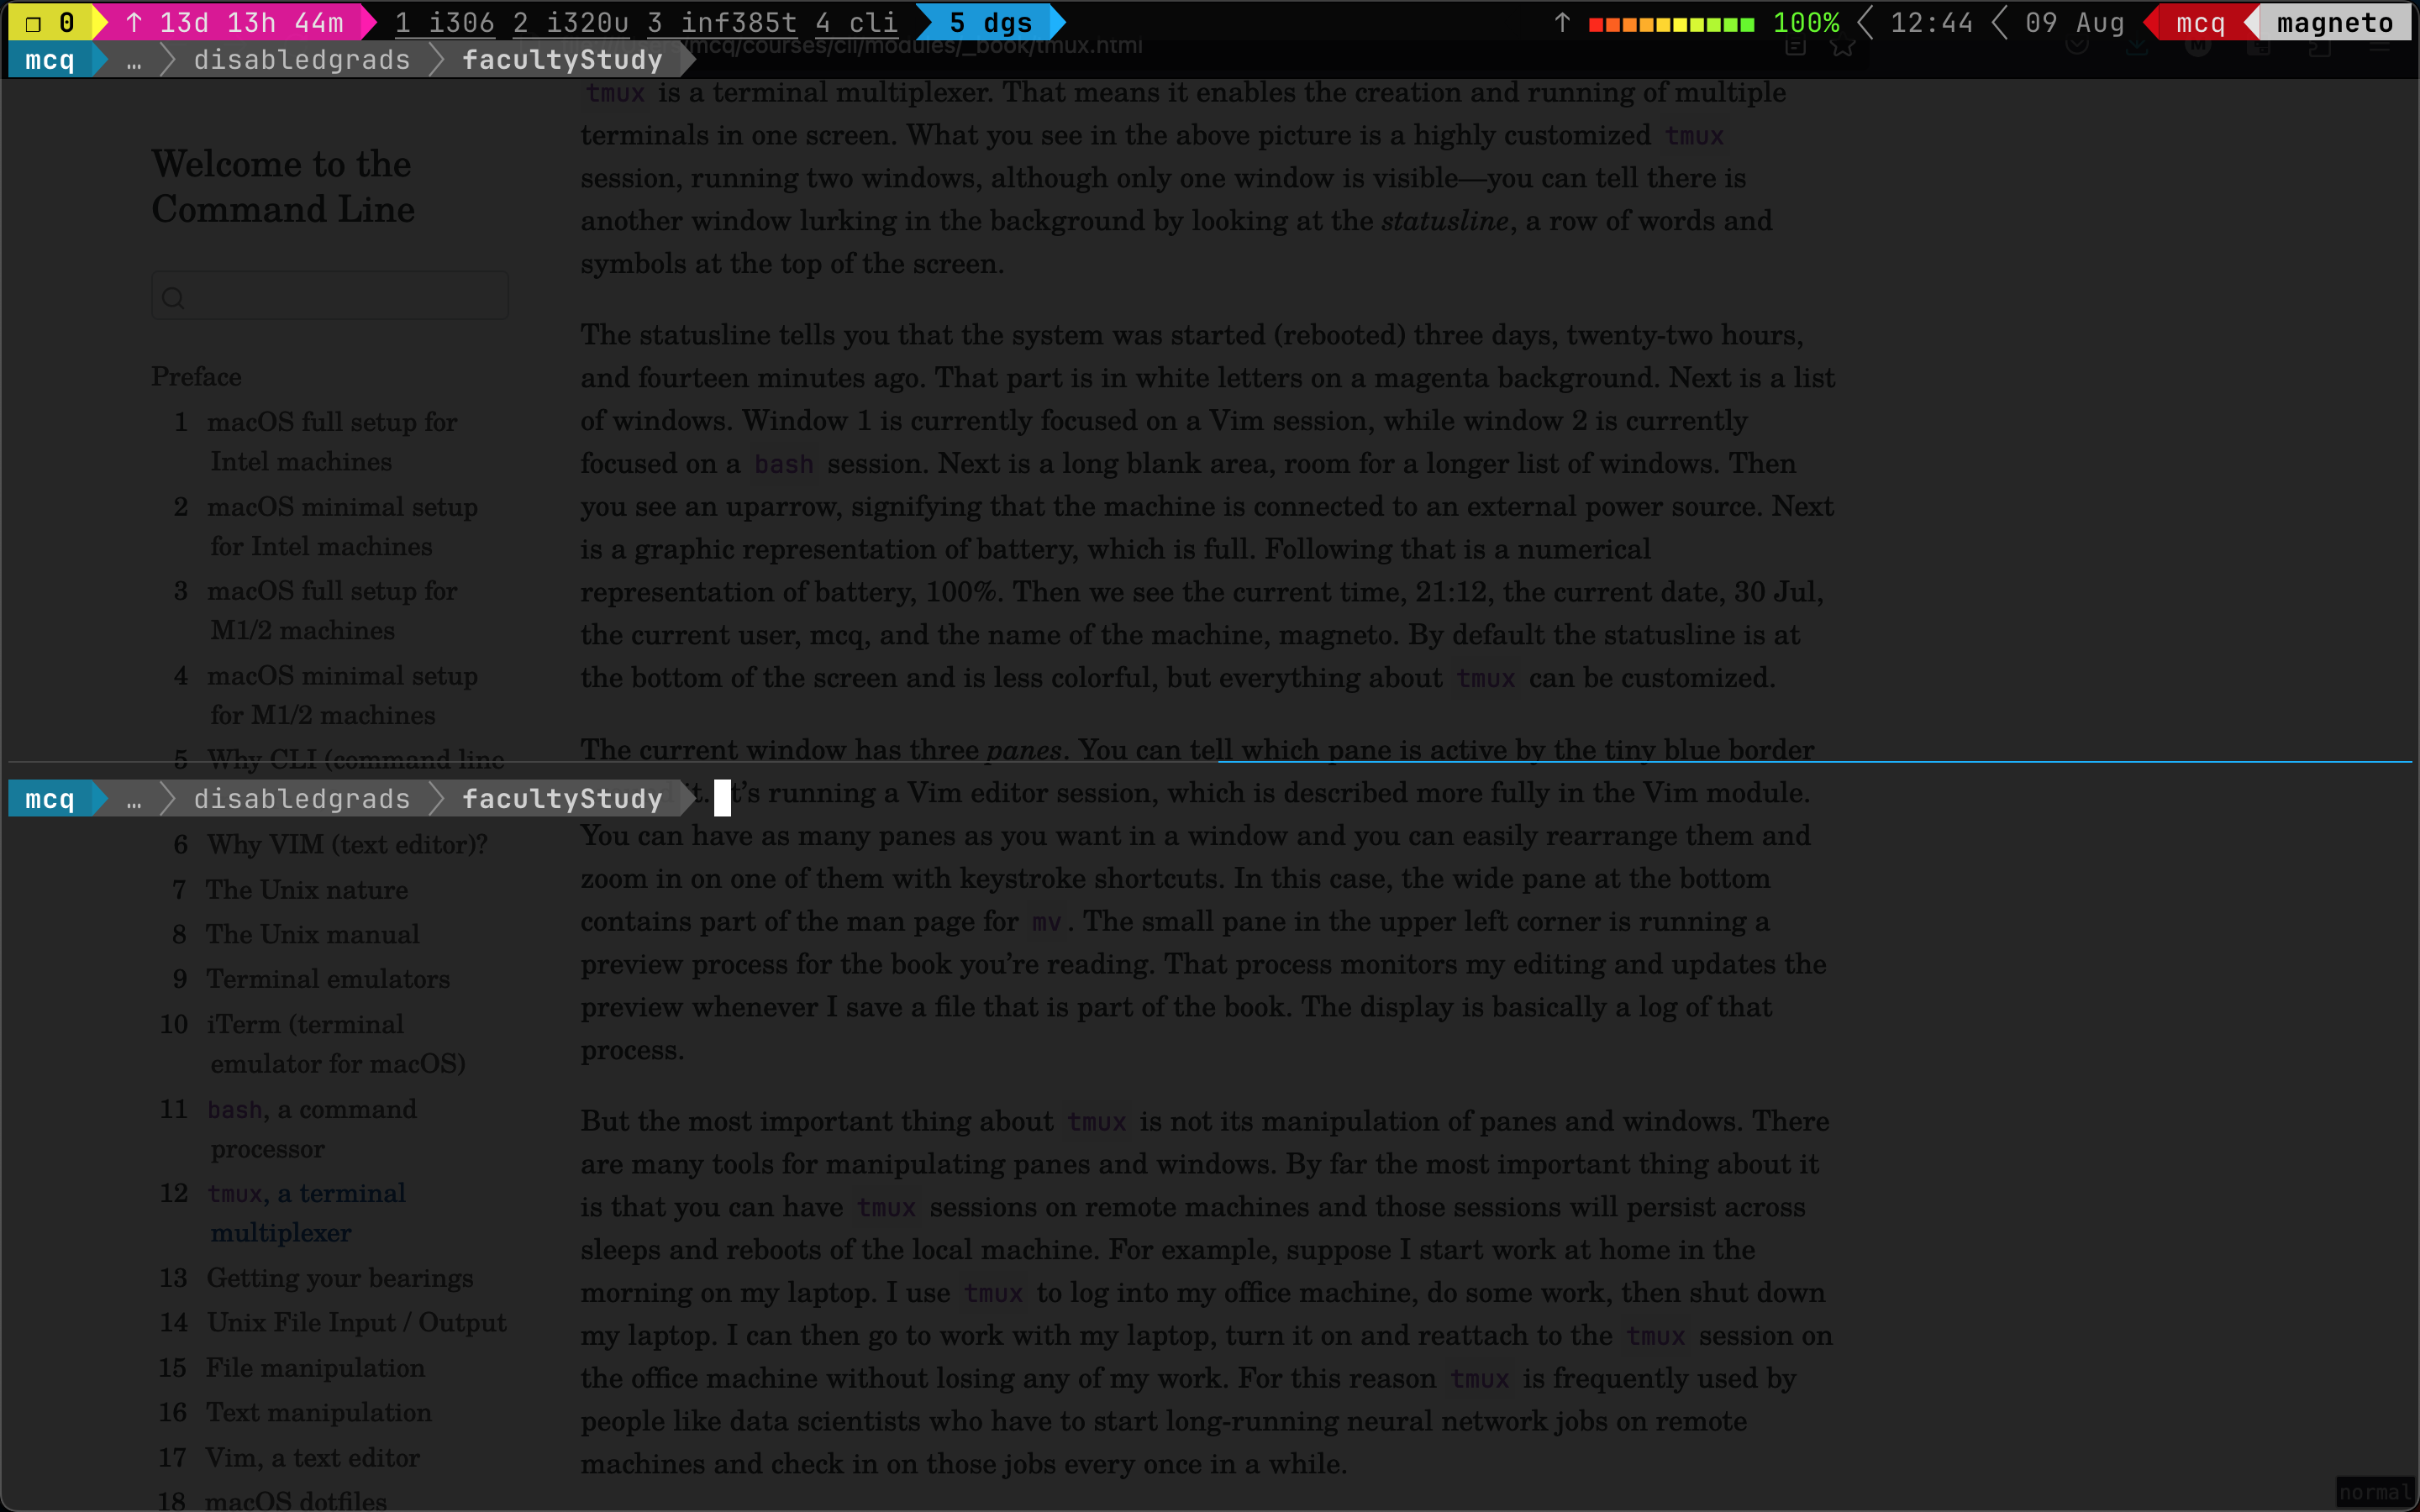 ❐ 0 ↑ 13d 13h 44m 1 i306 2 i320u 3 inf385t 4 cli 5 dgs ↑ 100% 12:44 09 Aug mcq magneto
mcq … disabledgrads facultyStudy mcq/courses/cli/modules/_book/tmux.html
Welcome to the
Command Line
Preface
1 macOS full setup for
Intel machines
2 macOS minimal setup
for Intel machines
3 macOS full setup for
M1/2 machines
4 macOS minimal setup
for M1/2 machines
5 Why CLI (command line
6 Why VIM (text editor)?
7 The Unix nature
8 The Unix manual
9 Terminal emulators
10 iTerm (terminal
emulator for macOS)
11 bash, a command
processor
12 tmux, a terminal
multiplexer
13 Getting your bearings
14 Unix File Input / Output
15 File manipulation
16 Text manipulation
17 Vim, a text editor
18 macOS dotfiles
tmux is a terminal multiplexer. That means it enables the creation and running of multiple
terminals in one screen. What you see in the above picture is a highly customized tmux
session, running two windows, although only one window is visible—you can tell there is
another window lurking in the background by looking at the statusline, a row of words and
symbols at the top of the screen.
The statusline tells you that the system was started (rebooted) three days, twenty-two hours,
and fourteen minutes ago. That part is in white letters on a magenta background. Next is a list
of windows. Window 1 is currently focused on a Vim session, while window 2 is currently
focused on a bash session. Next is a long blank area, room for a longer list of windows. Then
you see an uparrow, signifying that the machine is connected to an external power source. Next
is a graphic representation of battery, which is full. Following that is a numerical
representation of battery, 100%. Then we see the current time, 21:12, the current date, 30 Jul,
the current user, mcq, and the name of the machine, magneto. By default the statusline is at
the bottom of the screen and is less colorful, but everything about tmux can be customized.
The current window has three panes. You can tell which pane is active by the tiny blue border
mcq … disabledgrads facultyStudy it. It’s running a Vim editor session, which is described more fully in the Vim module.
You can have as many panes as you want in a window and you can easily rearrange them and
zoom in on one of them with keystroke shortcuts. In this case, the wide pane at the bottom
contains part of the man page for mv. The small pane in the upper left corner is running a
preview process for the book you’re reading. That process monitors my editing and updates the
preview whenever I save a file that is part of the book. The display is basically a log of that
process.
But the most important thing about tmux is not its manipulation of panes and windows. There
are many tools for manipulating panes and windows. By far the most important thing about it
is that you can have tmux sessions on remote machines and those sessions will persist across
sleeps and reboots of the local machine. For example, suppose I start work at home in the
morning on my laptop. I use tmux to log into my office machine, do some work, then shut down
my laptop. I can then go to work with my laptop, turn it on and reattach to the tmux session on
the office machine without losing any of my work. For this reason tmux is frequently used by
people like data scientists who have to start long-running neural network jobs on remote
machines and check in on those jobs every once in a while.
normal